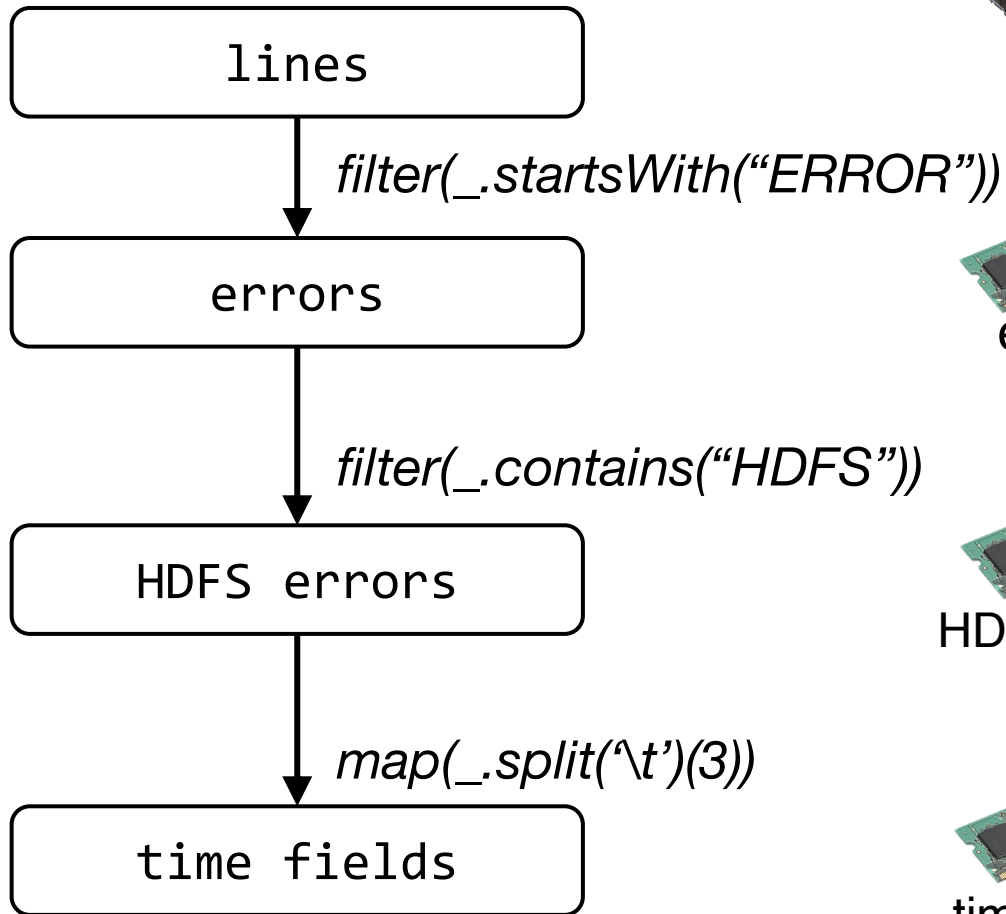 lines
filter(_.startsWith(“ERROR”))
errors
filter(_.contains(“HDFS”))
HDFS errors
map(_.split(‘\t’)(3))
time fields